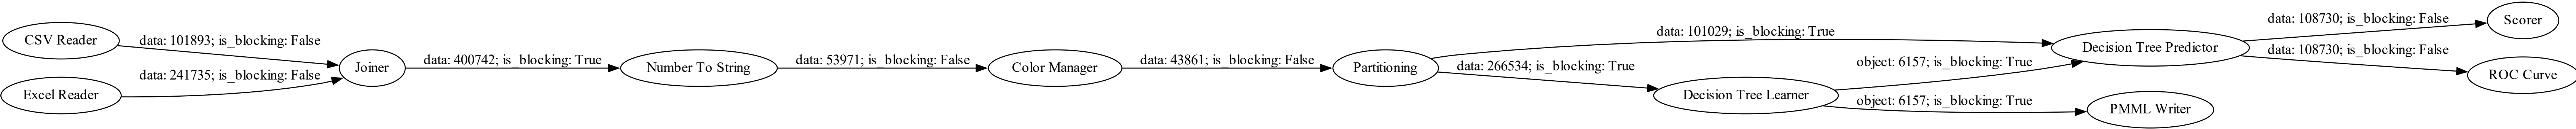 CSV Reader
data: 101893; is_blocking: False
Excel Reader
data: 241735; is_blocking: False
Joiner
data: 400742; is_blocking: True
Number To String
data: 53971; is_blocking: False
Color Manager
data: 43861; is_blocking: False
Partitioning
data: 101029; is_blocking: True
data: 266534; is_blocking: True
Decision Tree Learner
object: 6157; is_blocking: True
object: 6157; is_blocking: True
Decision Tree Predictor
PMML Writer
data: 108730; is_blocking: False
data: 108730; is_blocking: False
Scorer
ROC Curve